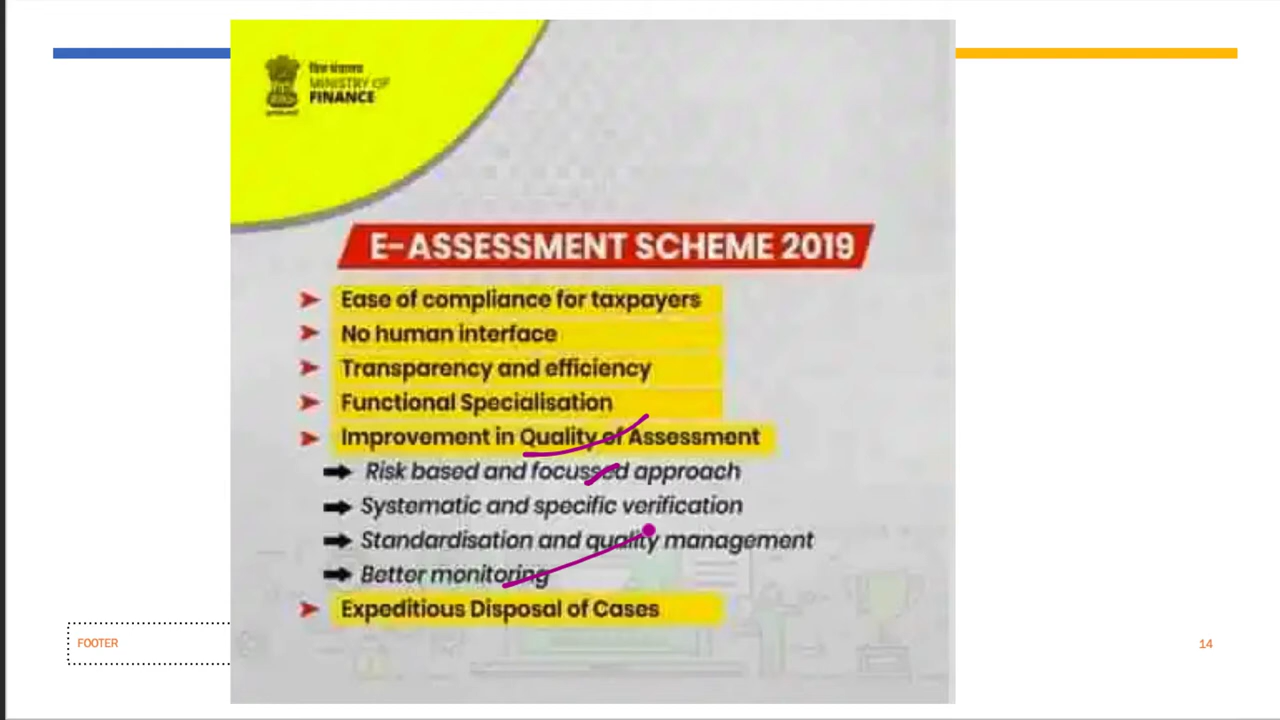 MINISTRY OF
FINANCE
E-ASSESSMENT SCHEME 2019
Ease of compliance for taxpayers
No human interface
Transparency and efficiency
Functional Specialisation
Improvement in Quality of Assessment
Risk based and focussed approach
Systematic and specific verification
Standardisation and quality management
Better monitoring
Expeditious Disposal of Cases
FOOTER
14